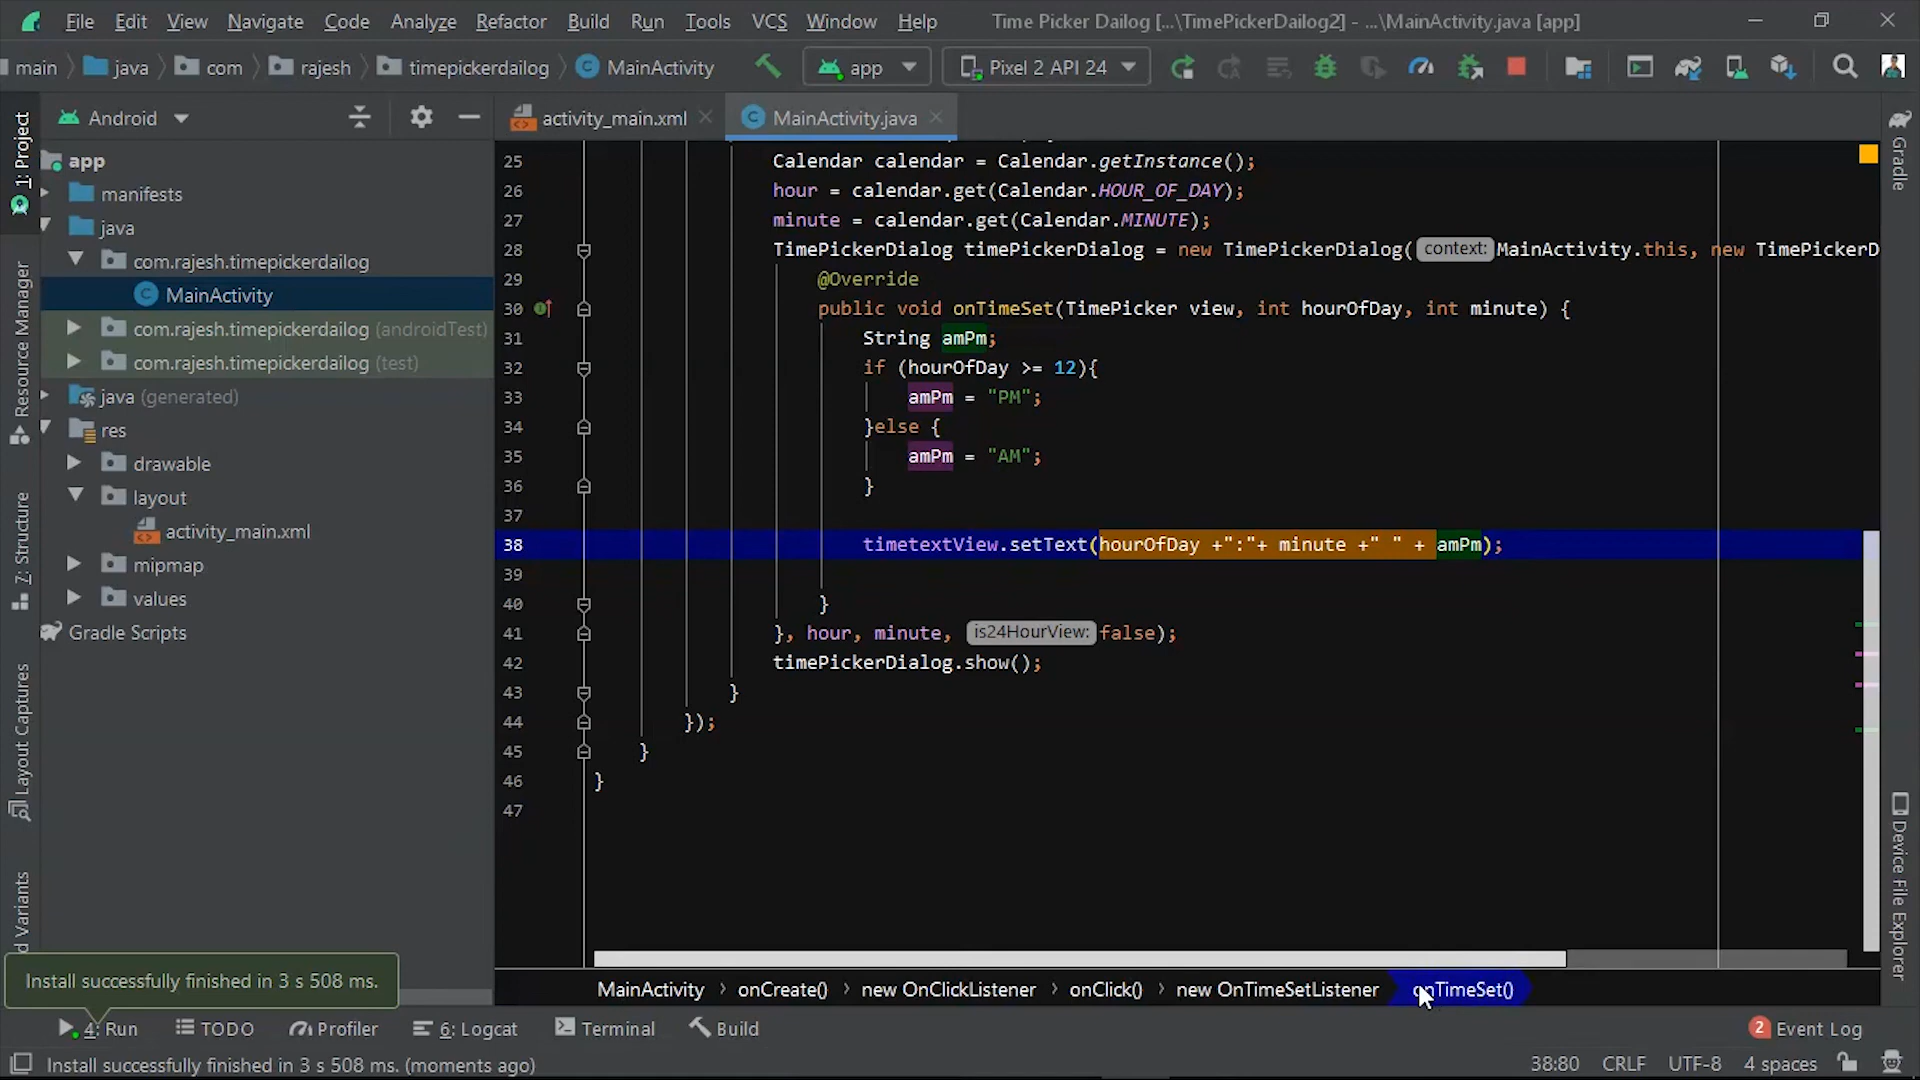 File Edit View Navigate Code Analyze Refactor Build Run Tools VCS Window Help Time Picker Dailog [...\TimePickerDailog2] - ...\MainActivity.java [app]
main java com rajesh timepickerdailog MainActivity app Pixel 2 API 24
Android
activity_main.xml
MainActivity.java
1: Project
Resource Manager
7: Structure
Layout Captures
app
manifests
java
com.rajesh.timepickerdailog
MainActivity
com.rajesh.timepickerdailog (androidTest)
com.rajesh.timepickerdailog (test)
java (generated)
res
drawable
layout
activity_main.xml
mipmap
values
Gradle Scripts
25 Calendar calendar = Calendar.getInstance();
26 hour = calendar.get(Calendar.HOUR_OF_DAY);
27 minute = calendar.get(Calendar.MINUTE);
28 TimePickerDialog timePickerDialog = new TimePickerDialog( context: MainActivity.this, new TimePickerD
29 @Override
30 public void onTimeSet(TimePicker view, int hourOfDay, int minute) {
31 String amPm;
32 if (hourOfDay >= 12){
33 amPm = "PM";
34 }else {
35 amPm = "AM";
36 }
37
38 timetextView.setText(hourOfDay +":"+ minute +" " + amPm);
39
40 }
41 }, hour, minute, is24HourView: false);
42 timePickerDialog.show();
43 }
44 });
45 }
46 }
47
Gradle
Device File Explorer
Install successfully finished in 3 s 508 ms.
MainActivity › onCreate() › new OnClickListener › onClick() › new OnTimeSetListener onTimeSet()
4: Run TODO Profiler 6: Logcat Terminal Build 2 Event Log
Install successfully finished in 3 s 508 ms. (moments ago) 38:80 CRLF UTF-8 4 spaces